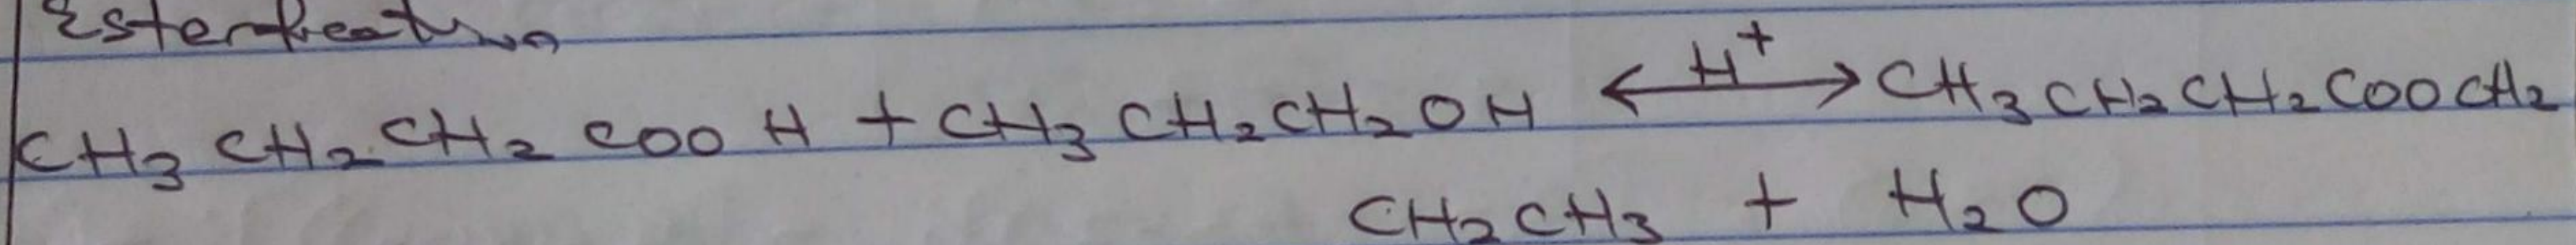 Esterification
CH₃CH₂CH₂COOH + CH₃CH₂CH₂OH ⟷ H⁺ CH₃CH₂CH₂COOCH₂
CH₂CH₃ + H₂O